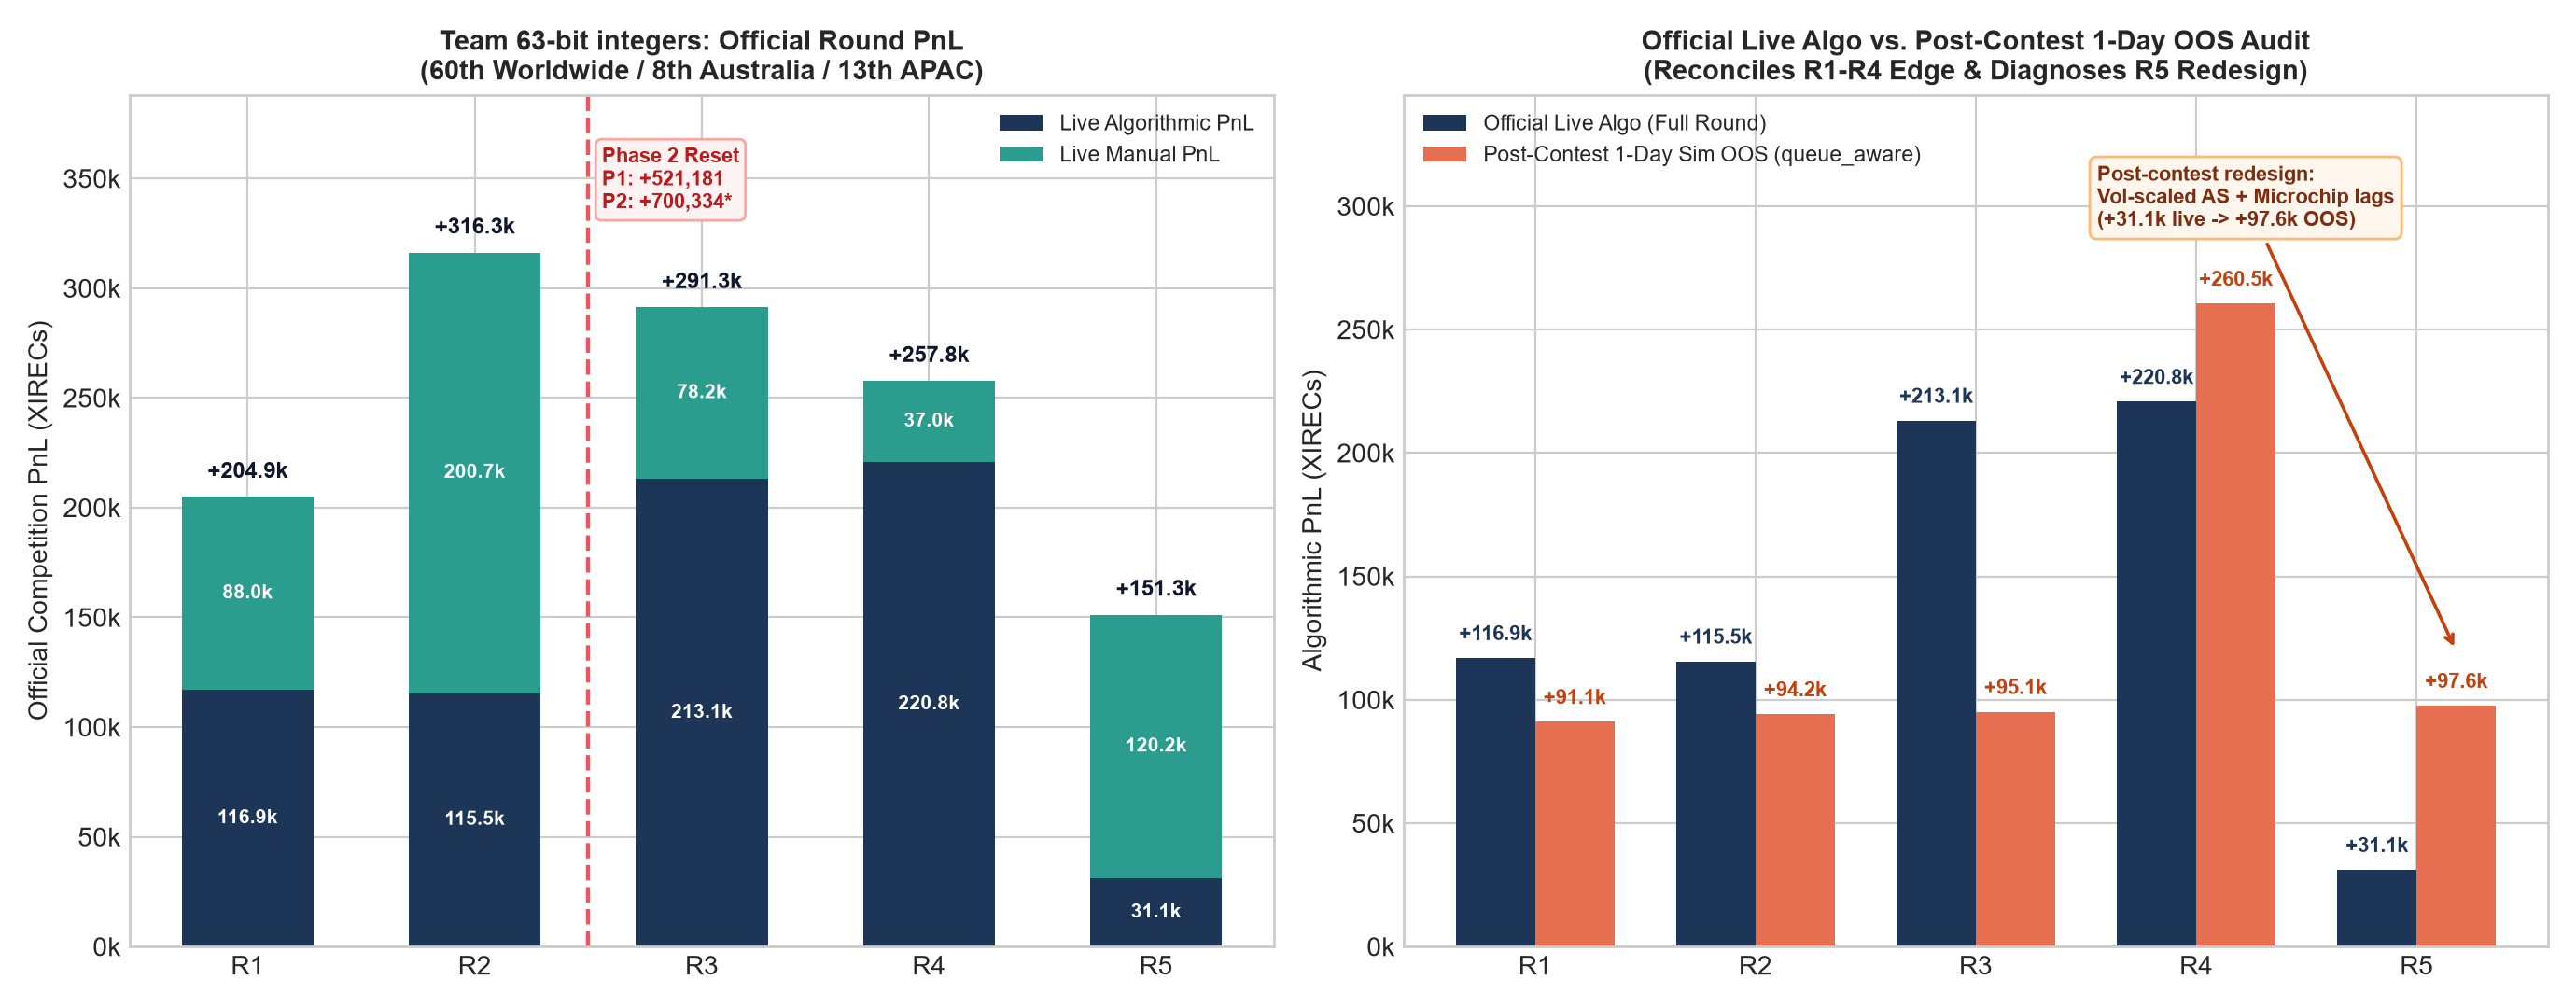 Team 63-bit integers: Official Round PnL
(60th Worldwide / 8th Australia / 13th APAC)
Official Competition PnL (XIRECs)
350k
300k
250k
200k
150k
100k
50k
0k
Live Algorithmic PnL
Live Manual PnL
Phase 2 Reset
P1: +521,181
P2: +700,334*
+204.9k
88.0k
116.9k
+316.3k
200.7k
115.5k
+291.3k
78.2k
213.1k
+257.8k
37.0k
220.8k
+151.3k
120.2k
31.1k
R1
R2
R3
R4
R5
Official Live Algo vs. Post-Contest 1-Day OOS Audit
(Reconciles R1-R4 Edge & Diagnoses R5 Redesign)
Algorithmic PnL (XIRECs)
300k
250k
200k
150k
100k
50k
0k
Official Live Algo (Full Round)
Post-Contest 1-Day Sim OOS (queue_aware)
Post-contest redesign:
Vol-scaled AS + Microchip lags
(+31.1k live -> +97.6k OOS)
+116.9k
+91.1k
+115.5k
+94.2k
+213.1k
+95.1k
+220.8k
+260.5k
+31.1k
+97.6k
R1
R2
R3
R4
R5